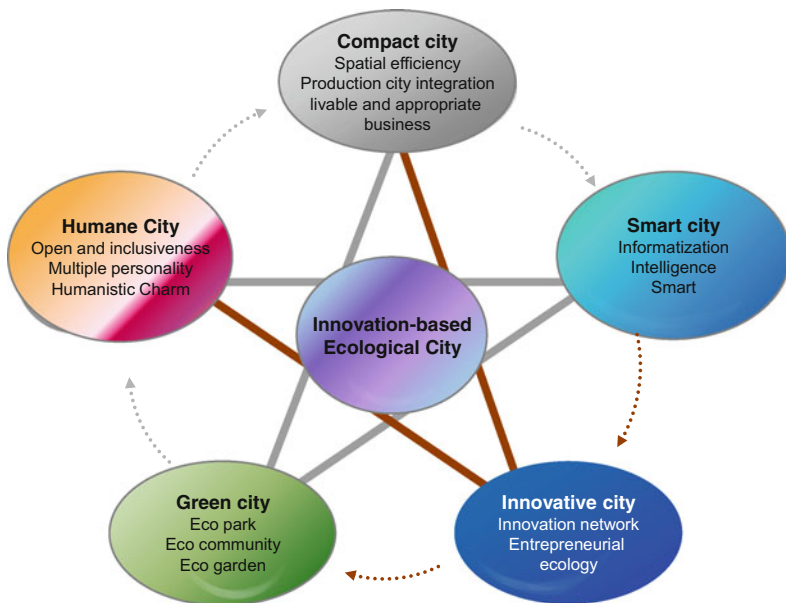 Compact city
Spatial efficiency
Production city integration
livable and appropriate
business
Humane City
Open and inclusiveness
Multiple personality
Humanistic Charm
Smart city
Informatization
Intelligence
Smart
Innovation-based
Ecological City
Green city
Eco park
Eco community
Eco garden
Innovative city
Innovation network
Entrepreneurial
ecology